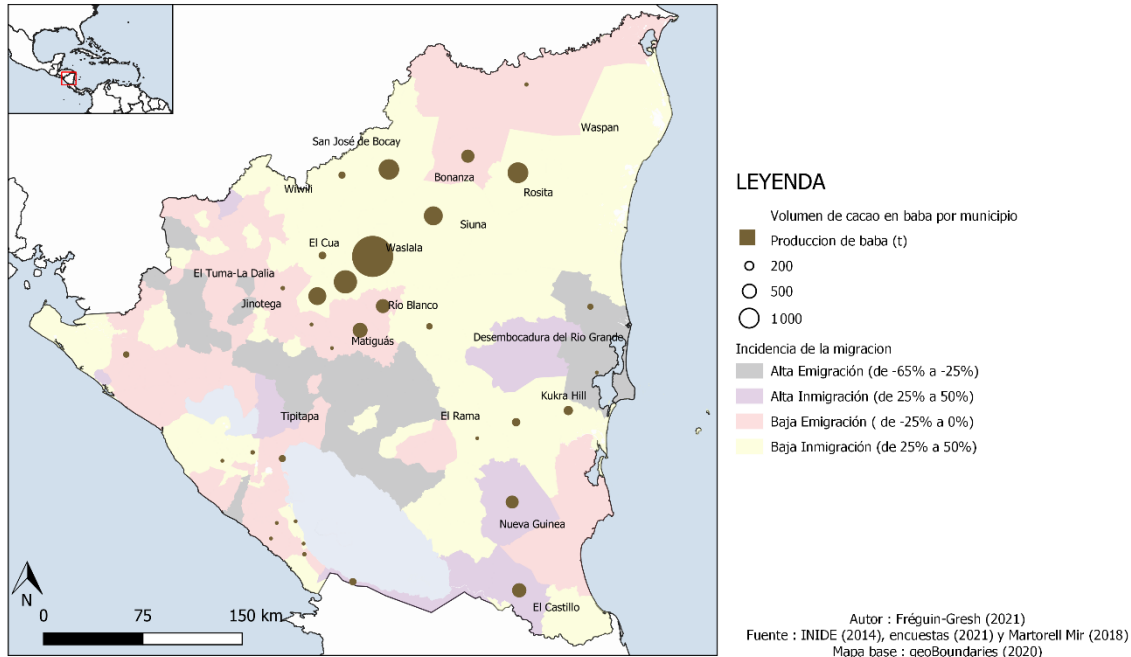 San José de Bocay
Waspan
Bonanza
Wiwili
Rosita
Siuna
El Cua
Waslala
El Tuma-La Dalia
Jinotega
Río Blanco
Matiguás
Desembocadura del Rio Grande
Kukra Hill
Tipitapa
El Rama
Nueva Guinea
El Castillo
N
0 75 150 km
LEYENDA
Volumen de cacao en baba por municipio
Produccion de baba (t)
200
500
1 000
Incidencia de la migracion
Alta Emigración (de -65% a -25%)
Alta Inmigración (de 25% a 50%)
Baja Emigración ( de -25% a 0%)
Baja Inmigración (de 25% a 50%)
Autor : Fréguin-Gresh (2021)
Fuente : INIDE (2014), encuestas (2021) y Martorell Mir (2018)
Mapa base : geoBoundaries (2020)